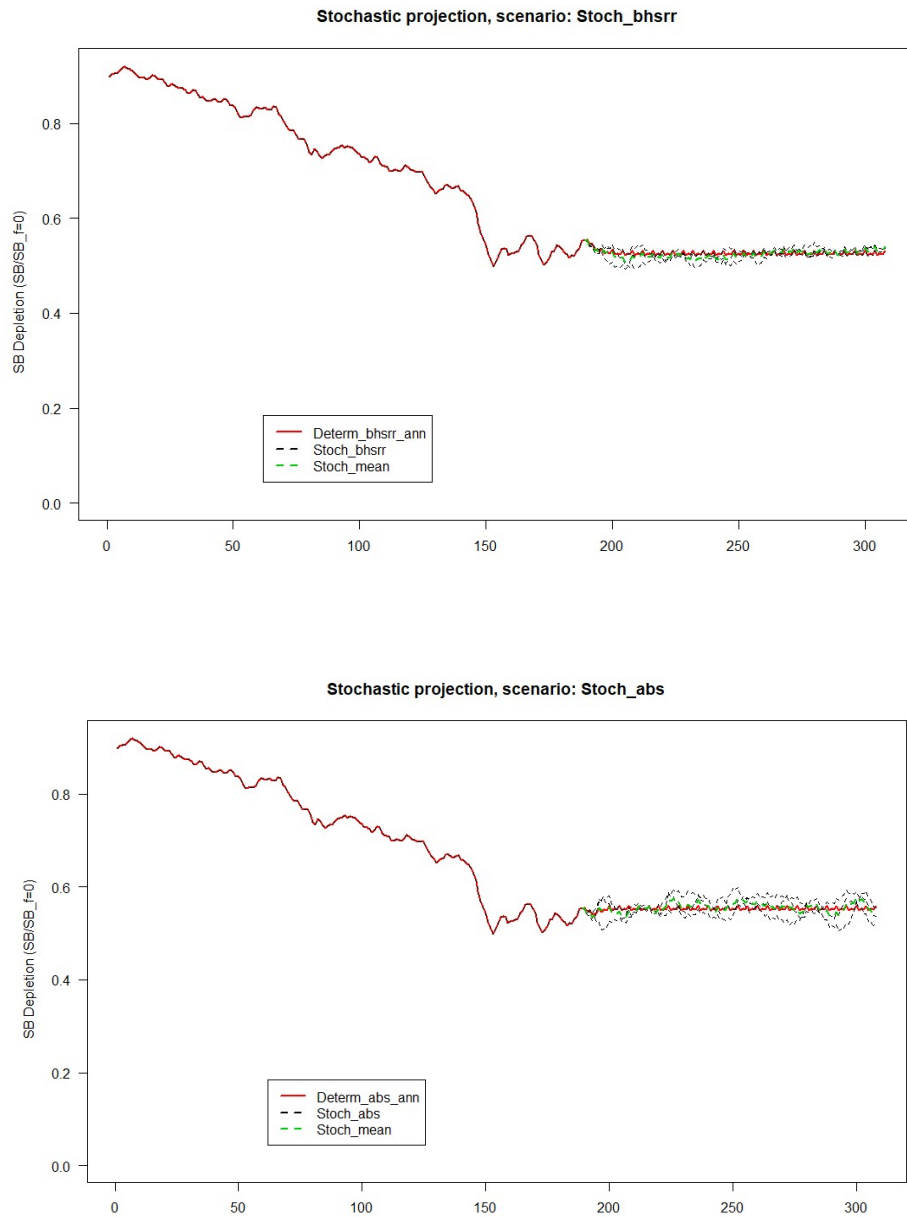 Stochastic projection, scenario: Stoch_bhsrr
SB Depletion (SB/SB_f=0)
0.8
0.6
0.4
0.2
0.0
Determ_bhsrr_ann
Stoch_bhsrr
Stoch_mean
0 50 100 150 200 250 300
Stochastic projection, scenario: Stoch_abs
SB Depletion (SB/SB_f=0)
0.8
0.6
0.4
0.2
0.0
Determ_abs_ann
Stoch_abs
Stoch_mean
0 50 100 150 200 250 300